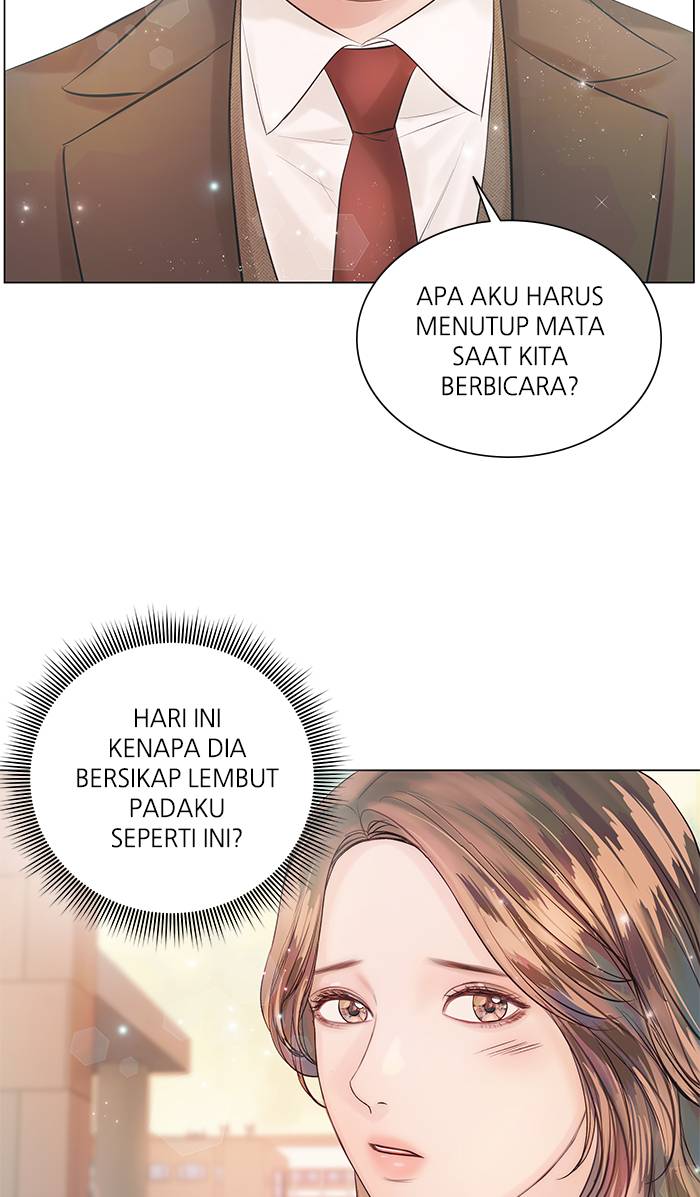 APA AKU HARUS
MENUTUP MATA
SAAT KITA
BERBICARA?
HARI INI
KENAPA DIA
BERSIKAP LEMBUT
PADAKU
SEPERTI INI?